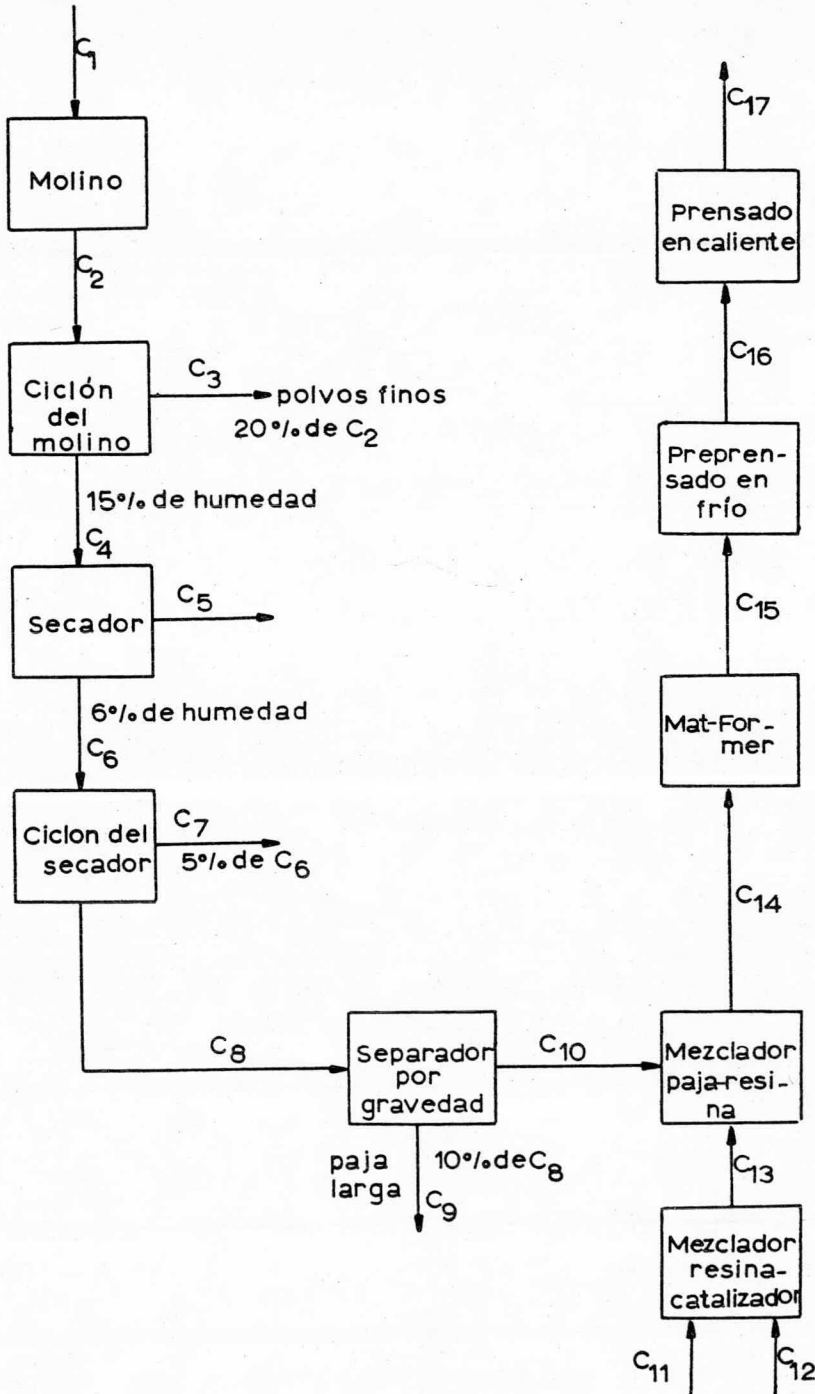 C1
Molino
C2
Ciclón
del
molino
C3
polvos finos
20% de C2
15% de humedad
C4
Secador
C5
6% de humedad
C6
Ciclon del
secador
C7
5% de C6
C8
Separador
por
gravedad
10% de C8
paja
larga
C9
C10
C11
C12
Mezclador
resina-
catalizador
C13
Mezclador
paja-resi-
na
C14
Mat-For-
mer
C15
Prepren-
sado en
frío
C16
Prensado
en caliente
C17